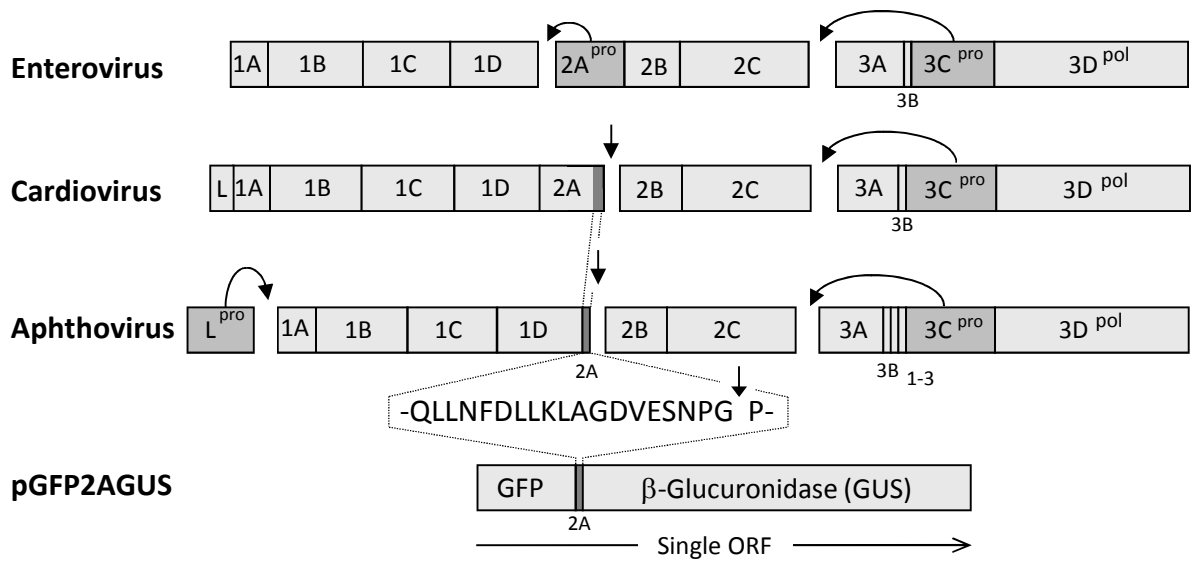 Enterovirus 1A 1B 1C 1D 2A pro 2B 2C 3A 3C pro 3D pol
3B
Cardiovirus L 1A 1B 1C 1D 2A 2B 2C 3A 3C pro 3D pol
3B
Aphthovirus L pro 1A 1B 1C 1D 2B 2C 3A 3C pro 3D pol
2A 3B 1-3
-QLLNFDLLKLAGDVESNPG P-
pGFP2AGUS GFP β-Glucuronidase (GUS)
2A
Single ORF